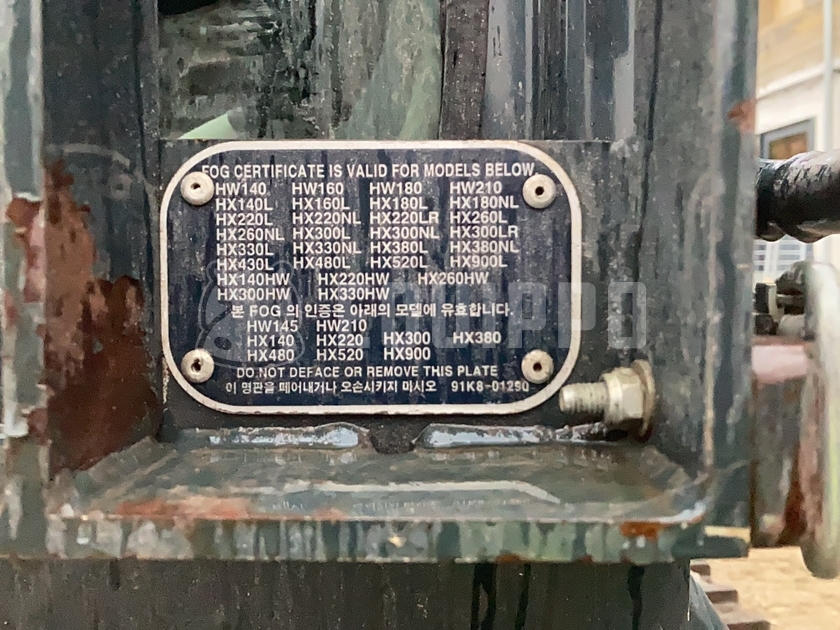 FOG CERTIFICATE IS VALID FOR MODELS BELOW
HW140 HW160 HW180 HW210
HX140L HX160L HX180L HX180NL
HX220L HX220NL HX220LR HX260L
HX260NL HX300L HX300NL HX300LR
HX330L HX330NL HX380L HX380NL
HX430L HX480L HX520L HX900L
HX140HW HX220HW HX260HW
HX300HW HX330HW
본 FOG 의 인증은 아래의 모델에 유효합니다.
HW145 HW210
HX140 HX220 HX300 HX380
HX480 HX520 HX900
DO NOT DEFACE OR REMOVE THIS PLATE
이 명판을 떼어내거나 오손시키지 마시오 91K8-01290
EQUIPPO